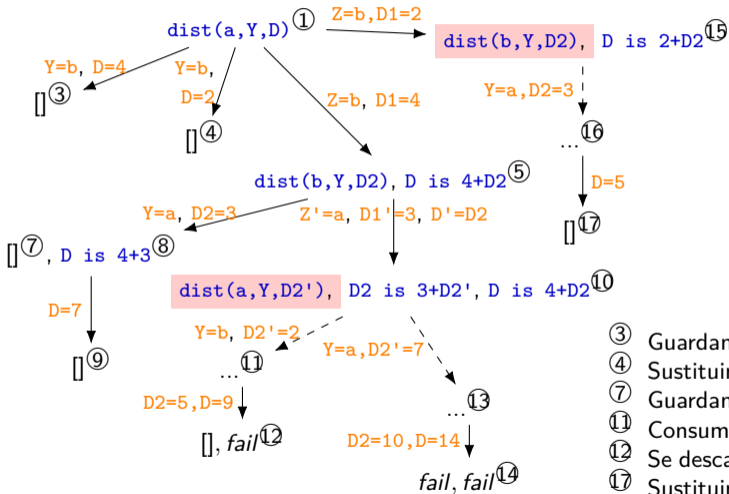 dist(a,Y,D)①
Z=b,D1=2
dist(b,Y,D2), D is 2+D2⑮
Y=b, D=4
Y=b,
D=2
[]③
[]④
Z=b, D1=4
Y=a,D2=3
...⑯
D=5
[]⑰
dist(b,Y,D2), D is 4+D2⑤
Y=a, D2=3
Z'=a, D1'=3, D'=D2
[]⑦, D is 4+3⑧
D=7
[]⑨
dist(a,Y,D2'), D2 is 3+D2', D is 4+D2⑩
Y=b, D2'=2
Y=a,D2'=7
...⑪
D2=5,D=9
[], fail⑫
...⑬
D2=10,D=14
fail, fail⑭
③ Guardan
④ Sustituir
⑦ Guardan
⑪ Consum
⑫ Se desca
⑰ Sustituir